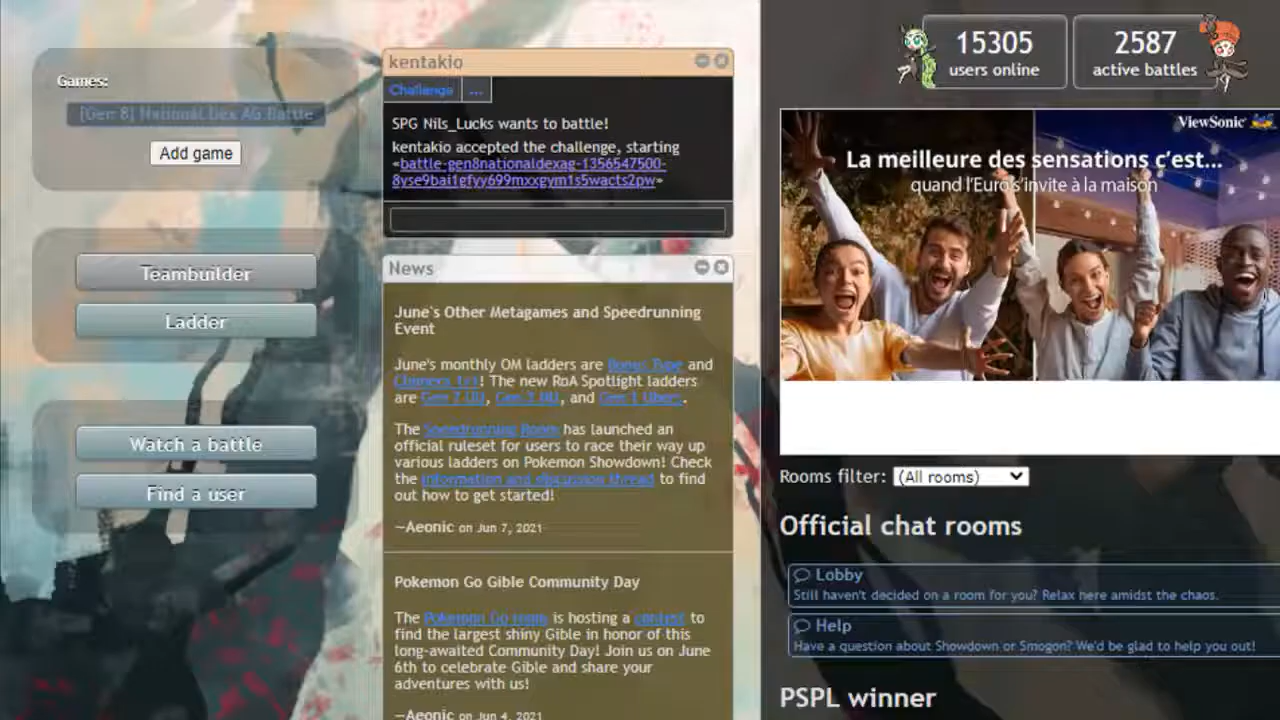 Games:
[Gen 8] National Dex AG Battle
Add game
Teambuilder
Ladder
Watch a battle
Find a user
kentakio
Challenge
...
SPG Nils_Lucks wants to battle!
kentakio accepted the challenge, starting
«battle-gen8nationaldexag-1356547500-
8yse9bai1gfyy699mxxgym1s5wacts2pw»
News
June's Other Metagames and Speedrunning
Event
June's monthly OM ladders are Bonus Type and
Chimera 1v1! The new RoA Spotlight ladders
are Gen 7 UU, and Gen 1 Ubers.
The Speedrunning Room has launched an
official ruleset for users to race their way up
various ladders on Pokemon Showdown! Check
the information and discussion thread to find
out how to get started!
—Aeonic on Jun 7, 2021
Pokemon Go Gible Community Day
The Pokemon Go room is hosting a contest to
find the largest shiny Gible in honor of this
long-awaited Community Day! Join us on June
6th to celebrate Gible and share your
adventures with us!
—Aeonic on Jun 4, 2021
15305
users online
2587
active battles
ViewSonic
La meilleure des sensations c'est...
quand l'Euro s'invite à la maison
Rooms filter: (All rooms)
Official chat rooms
Lobby
Still haven't decided on a room for you? Relax here amidst the chaos.
Help
Have a question about Showdown or Smogon? We'd be glad to help you out!
PSPL winner